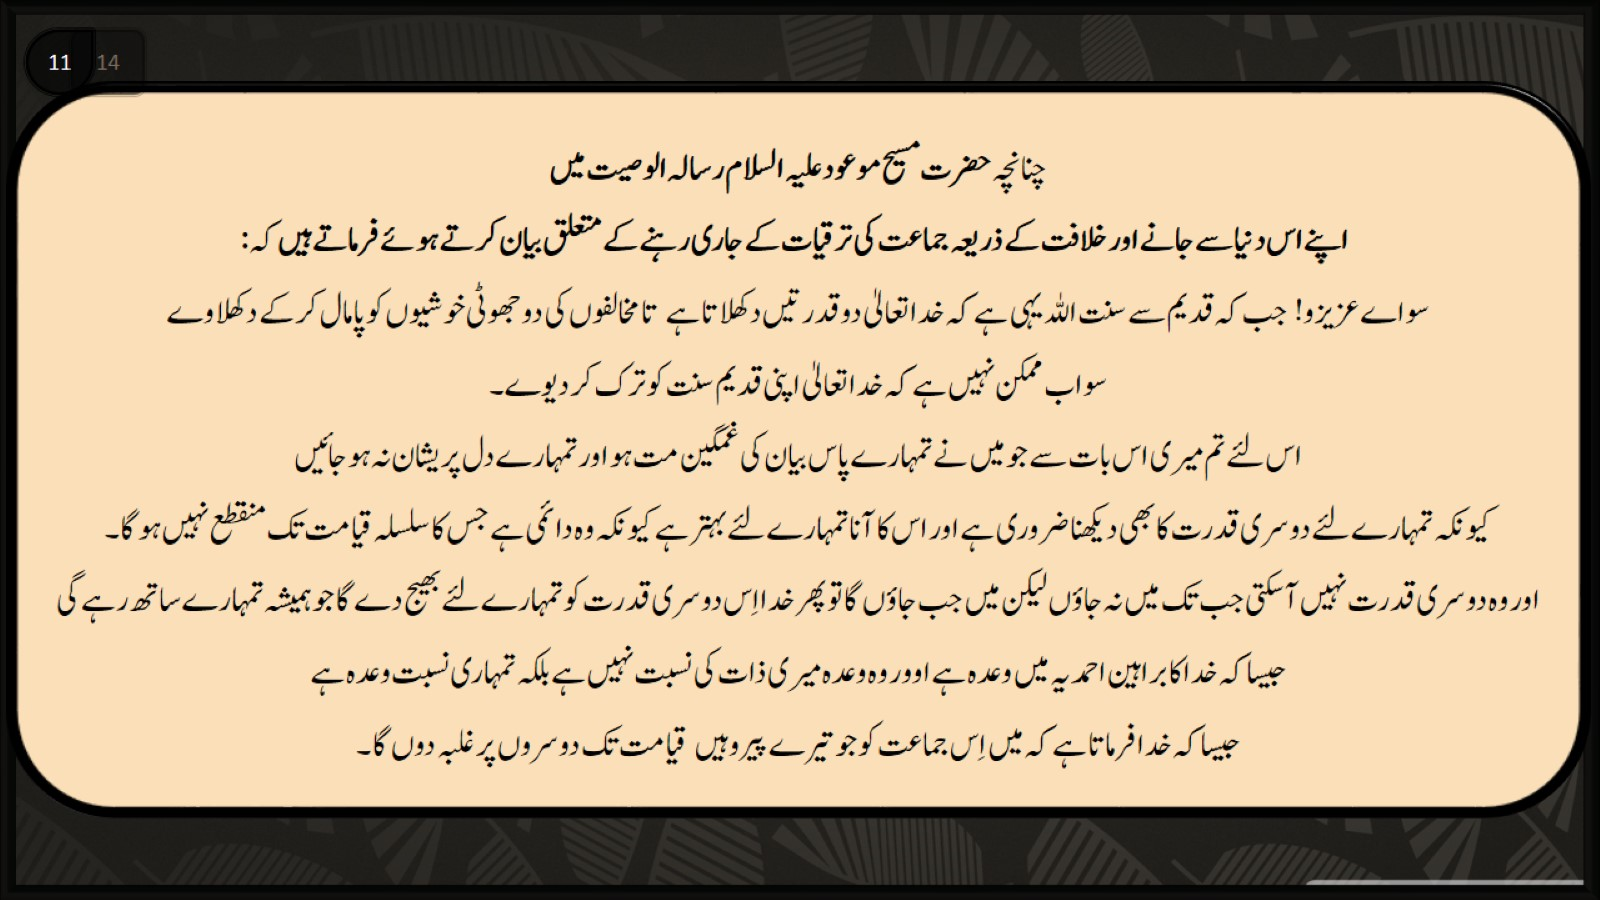 11 14
چنانچہ حضرت مسیح موعود علیہ السلام رسالہ الوصیت میں
اپنے اس دنیا سے جانے اور خلافت کے ذریعہ جماعت کی ترقیات کے جاری رہنے کے متعلق بیان کرتے ہوئے فرماتے ہیں کہ:
سو اے عزیزو! جب کہ قدیم سے سنت اللہ یہی ہے کہ خدا تعالیٰ دو قدرتیں دکھلاتا ہے تا مخالفوں کی دو جھوٹی خوشیوں کو پامال کر کے دکھلاوے
سو اب ممکن نہیں ہے کہ خدا تعالیٰ اپنی قدیم سنت کو ترک کر دیوے۔
اس لئے تم میری اس بات سے جو میں نے تمہارے پاس بیان کی غمگین مت ہو اور تمہارے دل پریشان نہ ہو جائیں
کیونکہ تمہارے لئے دوسری قدرت کا بھی دیکھنا ضروری ہے اور اس کا آنا تمہارے لئے بہتر ہے کیونکہ وہ دائمی ہے جس کا سلسلہ قیامت تک منقطع نہیں ہو گا۔
اور وہ دوسری قدرت نہیں آسکتی جب تک میں نہ جاؤں لیکن میں جب جاؤں گا تو پھر خدا اِس دوسری قدرت کو تمہارے لئے بھیج دے گا جو ہمیشہ تمہارے ساتھ رہے گی
جیسا کہ خدا کا براہین احمدیہ میں وعدہ ہے اوور وہ وعدہ میری ذات کی نسبت نہیں ہے بلکہ تمہاری نسبت وعدہ ہے
جیسا کہ خدا فرماتا ہے کہ میں اِس جماعت کو جو تیرے پیرو ہیں قیامت تک دوسروں پر غلبہ دوں گا۔